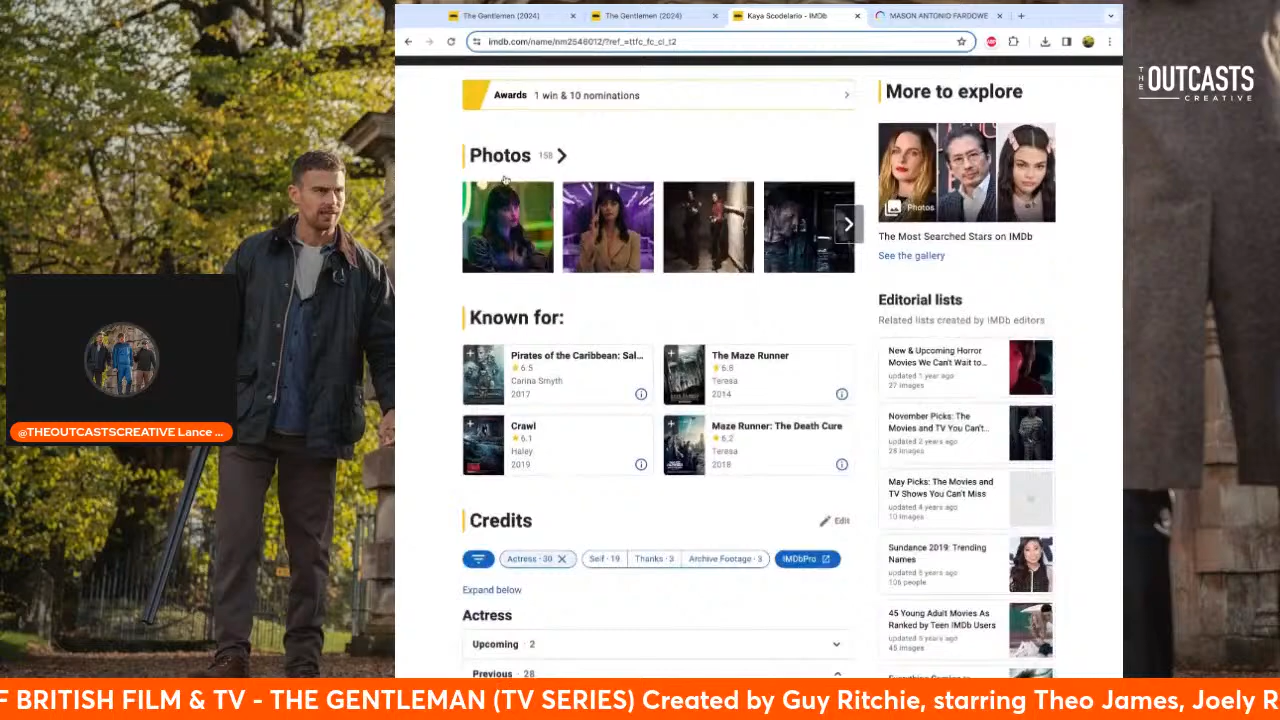 The Gentlemen (2024)
The Gentlemen (2024)
Kaya Scodelario - IMDb
MASON ANTONIO FARDOWE
imdb.com/name/nm2546012/?ref_=ttfc_fc_cl_t2
THE OUTCASTS
CREATIVE
Awards 1 win & 10 nominations
More to explore
Photos 158
Photos
The Most Searched Stars on IMDb
See the gallery
Known for:
Pirates of the Caribbean: Sal...
6.5
Carina Smyth
2017
The Maze Runner
6.8
Teresa
2014
Crawl
6.1
Haley
2019
Maze Runner: The Death Cure
6.2
Teresa
2018
Editorial lists
Related lists created by IMDb editors
New & Upcoming Horror
Movies We Can't Wait to...
updated 1 year ago
27 images
November Picks: The
Movies and TV You Can't...
updated 2 years ago
28 images
May Picks: The Movies and
TV Shows You Can't Miss
updated 4 years ago
10 images
Sundance 2019: Trending
Names
updated 5 years ago
106 people
45 Young Adult Movies As
Ranked by Teen IMDb Users
updated 5 years ago
45 images
@THEOUTCASTSCREATIVE Lance ...
Credits
Edit
Actress · 30
Self · 19
Thanks · 3
Archive Footage · 3
IMDbPro
Expand below
Actress
Upcoming 2
Previous 28
F BRITISH FILM & TV - THE GENTLEMAN (TV SERIES) Created by Guy Ritchie, starring Theo James, Joely R